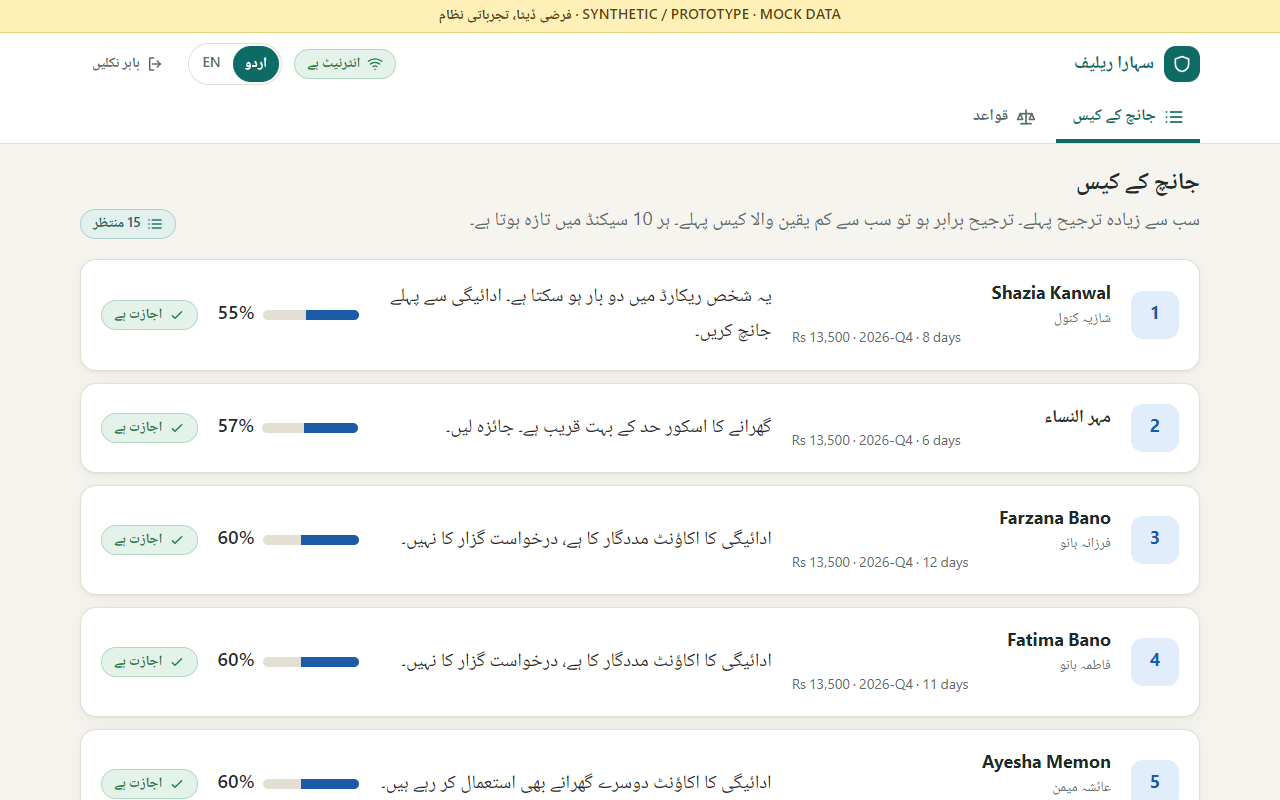 فرضی ڈیٹا، تجرباتی نظام · SYNTHETIC / PROTOTYPE · MOCK DATA
سہارا ریلیف
انٹرنیٹ ہے
اردو
EN
باہر نکلیں
جانچ کے کیس
قواعد
جانچ کے کیس
سب سے زیادہ ترجیح پہلے۔ ترجیح برابر ہو تو سب سے کم یقین والا کیس پہلے۔ ہر 10 سیکنڈ میں تازہ ہوتا ہے۔
15 منتظر
1
Shazia Kanwal
شازیہ کنول
Rs 13,500 · 2026-Q4 · 8 days
یہ شخص ریکارڈ میں دو بار ہو سکتا ہے۔ ادائیگی سے پہلے
جانچ کریں۔
55%
اجازت ہے
2
مہر النساء
Rs 13,500 · 2026-Q4 · 6 days
گھرانے کا اسکور حد کے بہت قریب ہے۔ جائزہ لیں۔
57%
اجازت ہے
3
Farzana Bano
فرزانہ بانو
Rs 13,500 · 2026-Q4 · 12 days
ادائیگی کا اکاؤنٹ مددگار کا ہے، درخواست گزار کا نہیں۔
60%
اجازت ہے
4
Fatima Bano
فاطمہ بانو
Rs 13,500 · 2026-Q4 · 11 days
ادائیگی کا اکاؤنٹ مددگار کا ہے، درخواست گزار کا نہیں۔
60%
اجازت ہے
5
Ayesha Memon
عائشہ میمن
ادائیگی کا اکاؤنٹ دوسرے گھرانے بھی استعمال کر رہے ہیں۔
60%
اجازت ہے